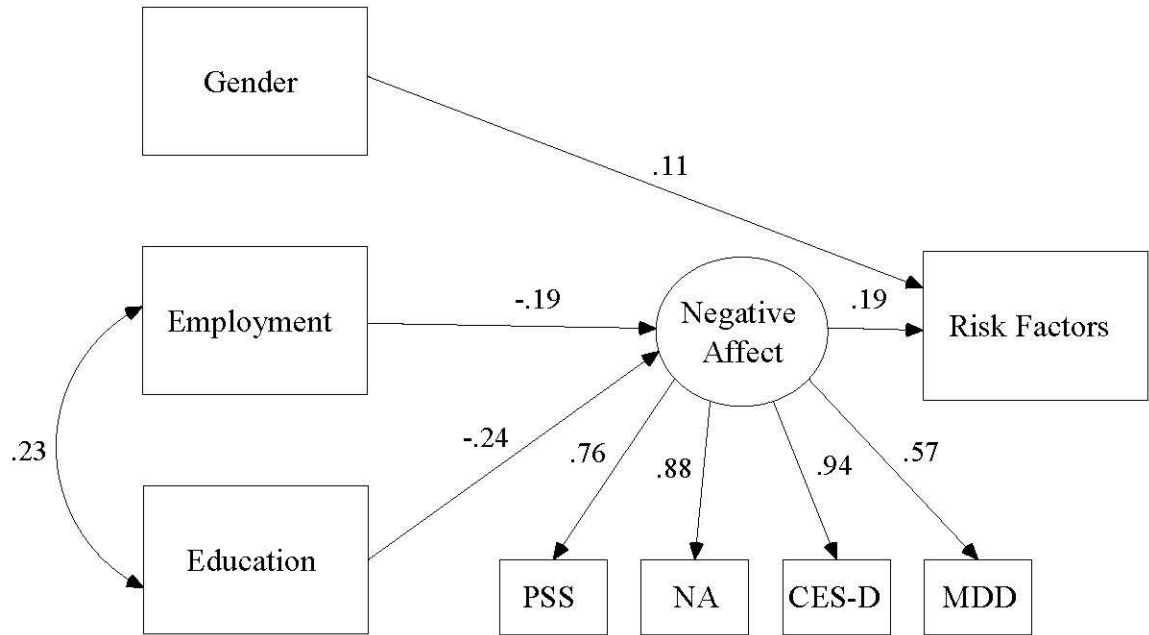 Gender
.11
Employment
-.19
Negative
Affect
.19
Risk Factors
.23
-.24
.76
.88
.94
.57
Education
PSS
NA
CES-D
MDD